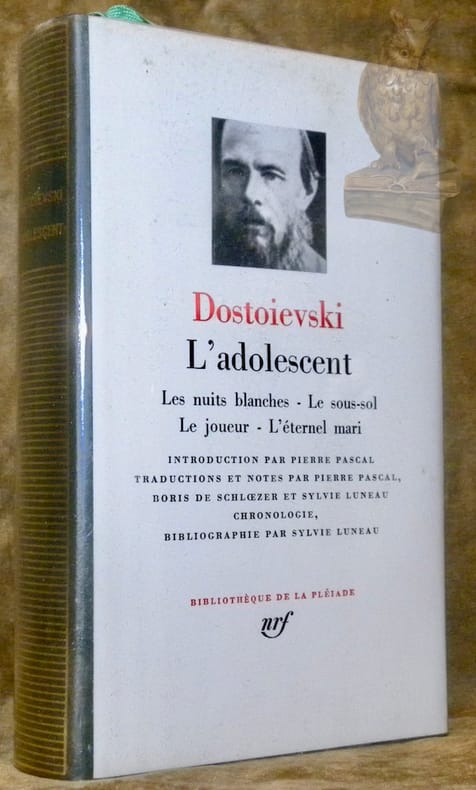 Dostoievski
L'adolescent
Les nuits blanches - Le sous-sol
Le joueur - L'éternel mari
INTRODUCTION PAR PIERRE PASCAL
TRADUCTIONS ET NOTES PAR PIERRE PASCAL,
BORIS DE SCHLŒZER ET SYLVIE LUNEAU
CHRONOLOGIE,
BIBLIOGRAPHIE PAR SYLVIE LUNEAU
BIBLIOTHÈQUE DE LA PLÉIADE
nrf